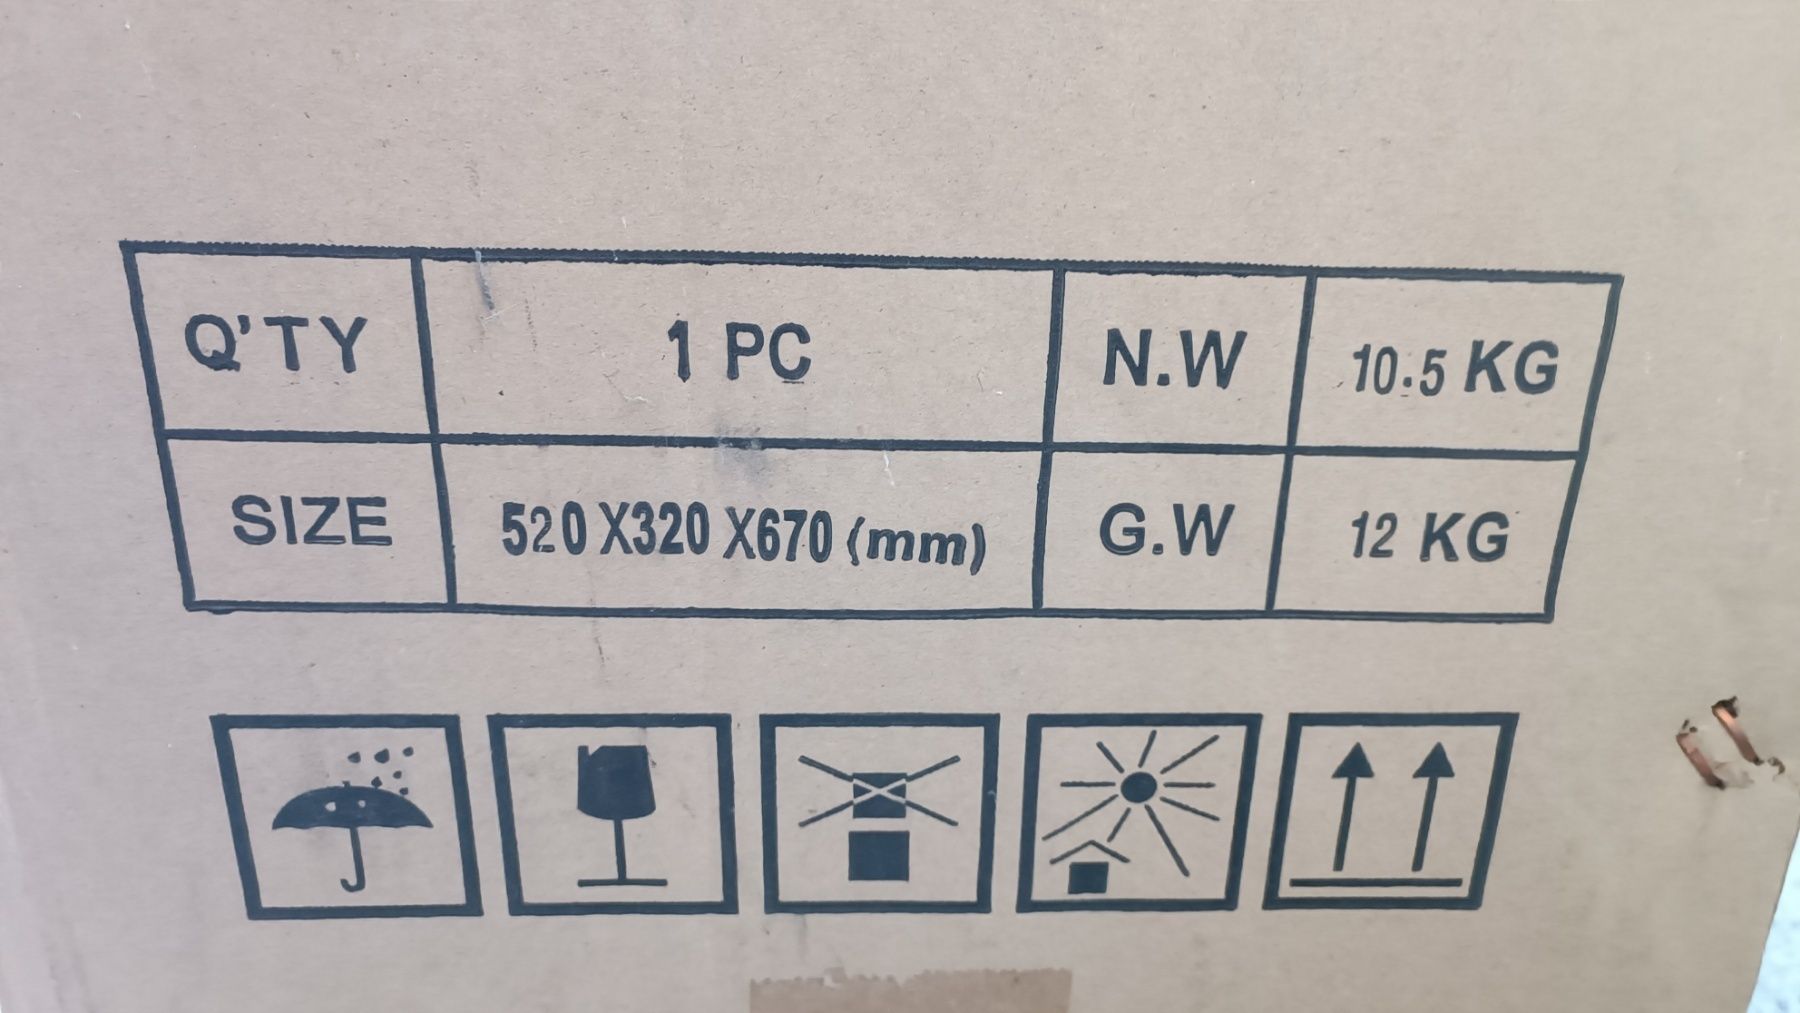 Q'TY 1 PC N.W 10.5 KG
SIZE 520 X320 X670 (mm) G.W 12 KG